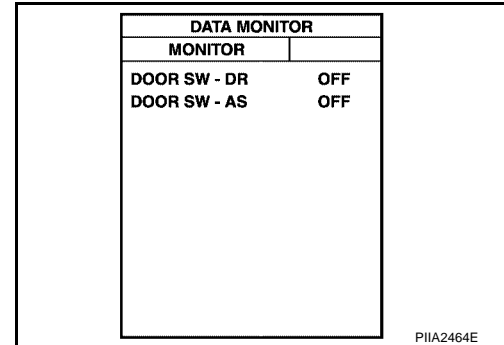 DATA MONITOR
MONITOR
DOOR SW - DR OFF
DOOR SW - AS OFF
PIIA2464E